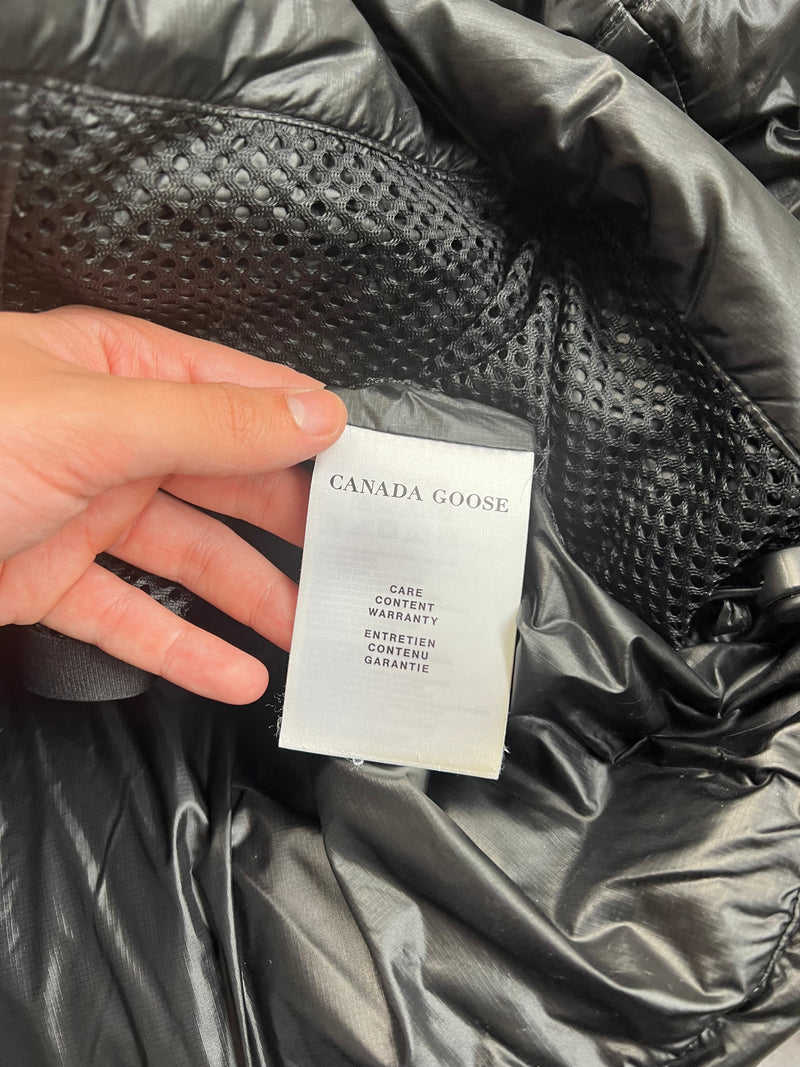 CANADA GOOSE
CARE
CONTENT
WARRANTY
ENTRETIEN
CONTENU
GARANTIE